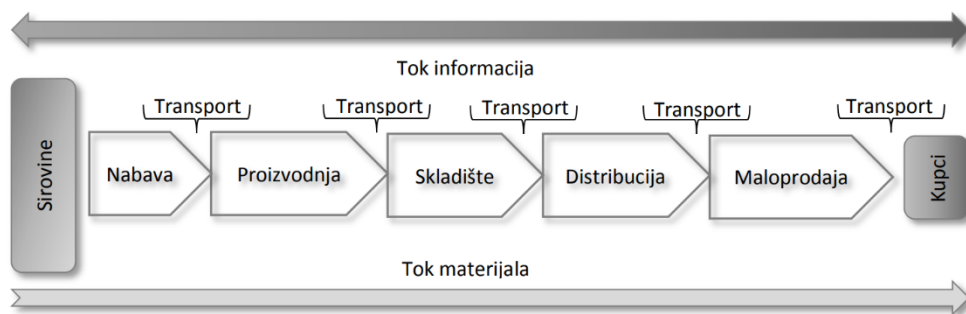 Tok informacija
Transport
Transport
Transport
Transport
Transport
Sirovine
Nabava
Proizvodnja
Skladište
Distribucija
Maloprodaja
Kupci
Tok materijala